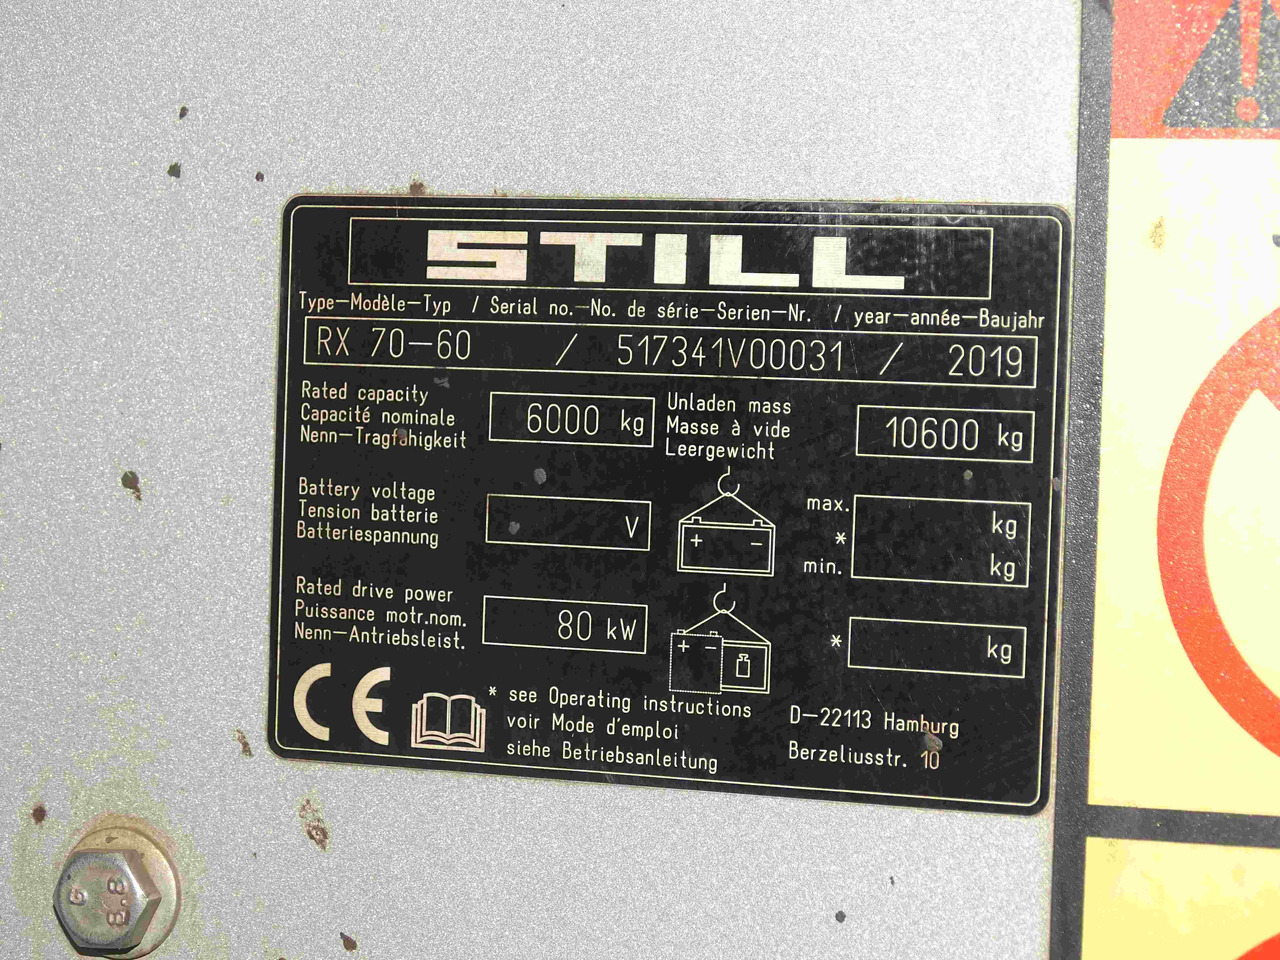 STILL
Type-Modèle-Typ / Serial no.-No. de série-Serien-Nr. / year-année-Baujahr
RX 70-60 / 517341V00031 / 2019
Rated capacity
Capacité nominale
Nenn-Tragfähigkeit
6000 kg
Unladen mass
Masse à vide
Leergewicht
10600 kg
Battery voltage
Tension batterie
Batteriespannung
V
+ -
max.
*
min.
kg
kg
Rated drive power
Puissance motr.nom.
Nenn-Antriebsleist.
80 kW
+ -
* kg
CE
* see Operating instructions
voir Mode d'emploi
siehe Betriebsanleitung
D-22113 Hamburg
Berzeliusstr. 10
G 8.8